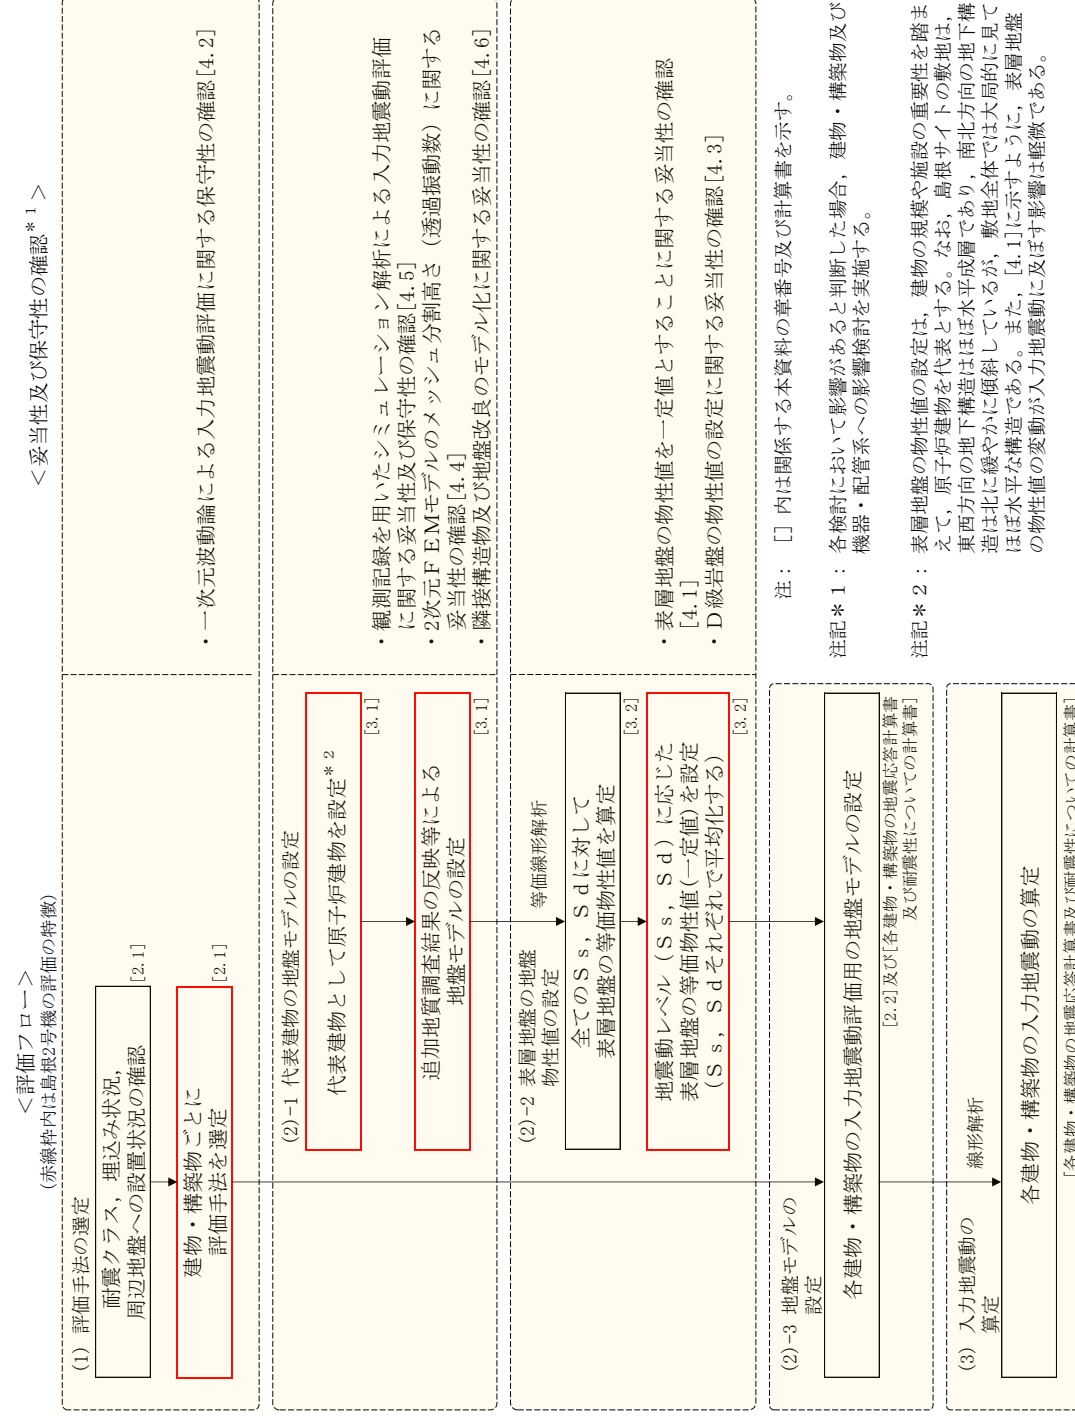 ＜評価フロー＞
(赤線枠内は島根2号機の評価の特徴)
＜妥当性及び保守性の確認＊１＞
(1) 評価手法の選定
耐震クラス，埋込み状況，
周辺地盤への設置状況の確認
[2.1]
建物・構築物ごとに
評価手法を選定
[2.1]
・一次元波動論による入力地震動評価に関する保守性の確認[4.2]
(2)-1 代表建物の地盤モデルの設定
代表建物として原子炉建物を設定＊２
[3.1]
追加地質調査結果の反映等による
地盤モデルの設定
[3.1]
・観測記録を用いたシミュレーション解析による入力地震動評価
に関する妥当性及び保守性の確認[4.5]
・2次元ＦＥＭモデルのメッシュ分割高さ（透過振動数）に関する
妥当性の確認[4.4]
・隣接構造物及び地盤改良のモデル化に関する妥当性の確認[4.6]
(2)-2 表層地盤の地盤
物性値の設定
等価線形解析
全てのＳｓ，Ｓｄに対して
表層地盤の等価物性値を算定
[3.2]
地震動レベル（Ｓｓ，Ｓｄ）に応じた
表層地盤の等価物性値(一定値)を設定
（Ｓｓ，Ｓｄそれぞれで平均化する）
[3.2]
・表層地盤の物性値を一定値とすることに関する妥当性の確認
[4.1]
・Ｄ級岩盤の物性値の設定に関する妥当性の確認[4.3]
(2)-3 地盤モデルの
設定
各建物・構築物の入力地震動評価用の地盤モデルの設定
[2.2]及び[各建物・構築物の地震応答計算書
及び耐震性についての計算書]
(3) 入力地震動の
算定
線形解析
各建物・構築物の入力地震動の算定
[各建物・構築物の地震応答計算書及び耐震性についての計算書]
注： [] 内は関係する本資料の章番号及び計算書を示す。
注記＊１： 各検討において影響があると判断した場合，建物・構築物及び
機器・配管系への影響検討を実施する。
注記＊２： 表層地盤の物性値の設定は，建物の規模や施設の重要性を踏ま
えて，原子炉建物を代表とする。なお，島根サイトの敷地は，
東西方向の地下構造はほぼ水平成層であり，南北方向の地下構
造は北に緩やかに傾斜しているが，敷地全体では大局的に見て
ほぼ水平な構造である。また，[4.1]に示すように，表層地盤
の物性値の変動が入力地震動に及ぼす影響は軽微である。